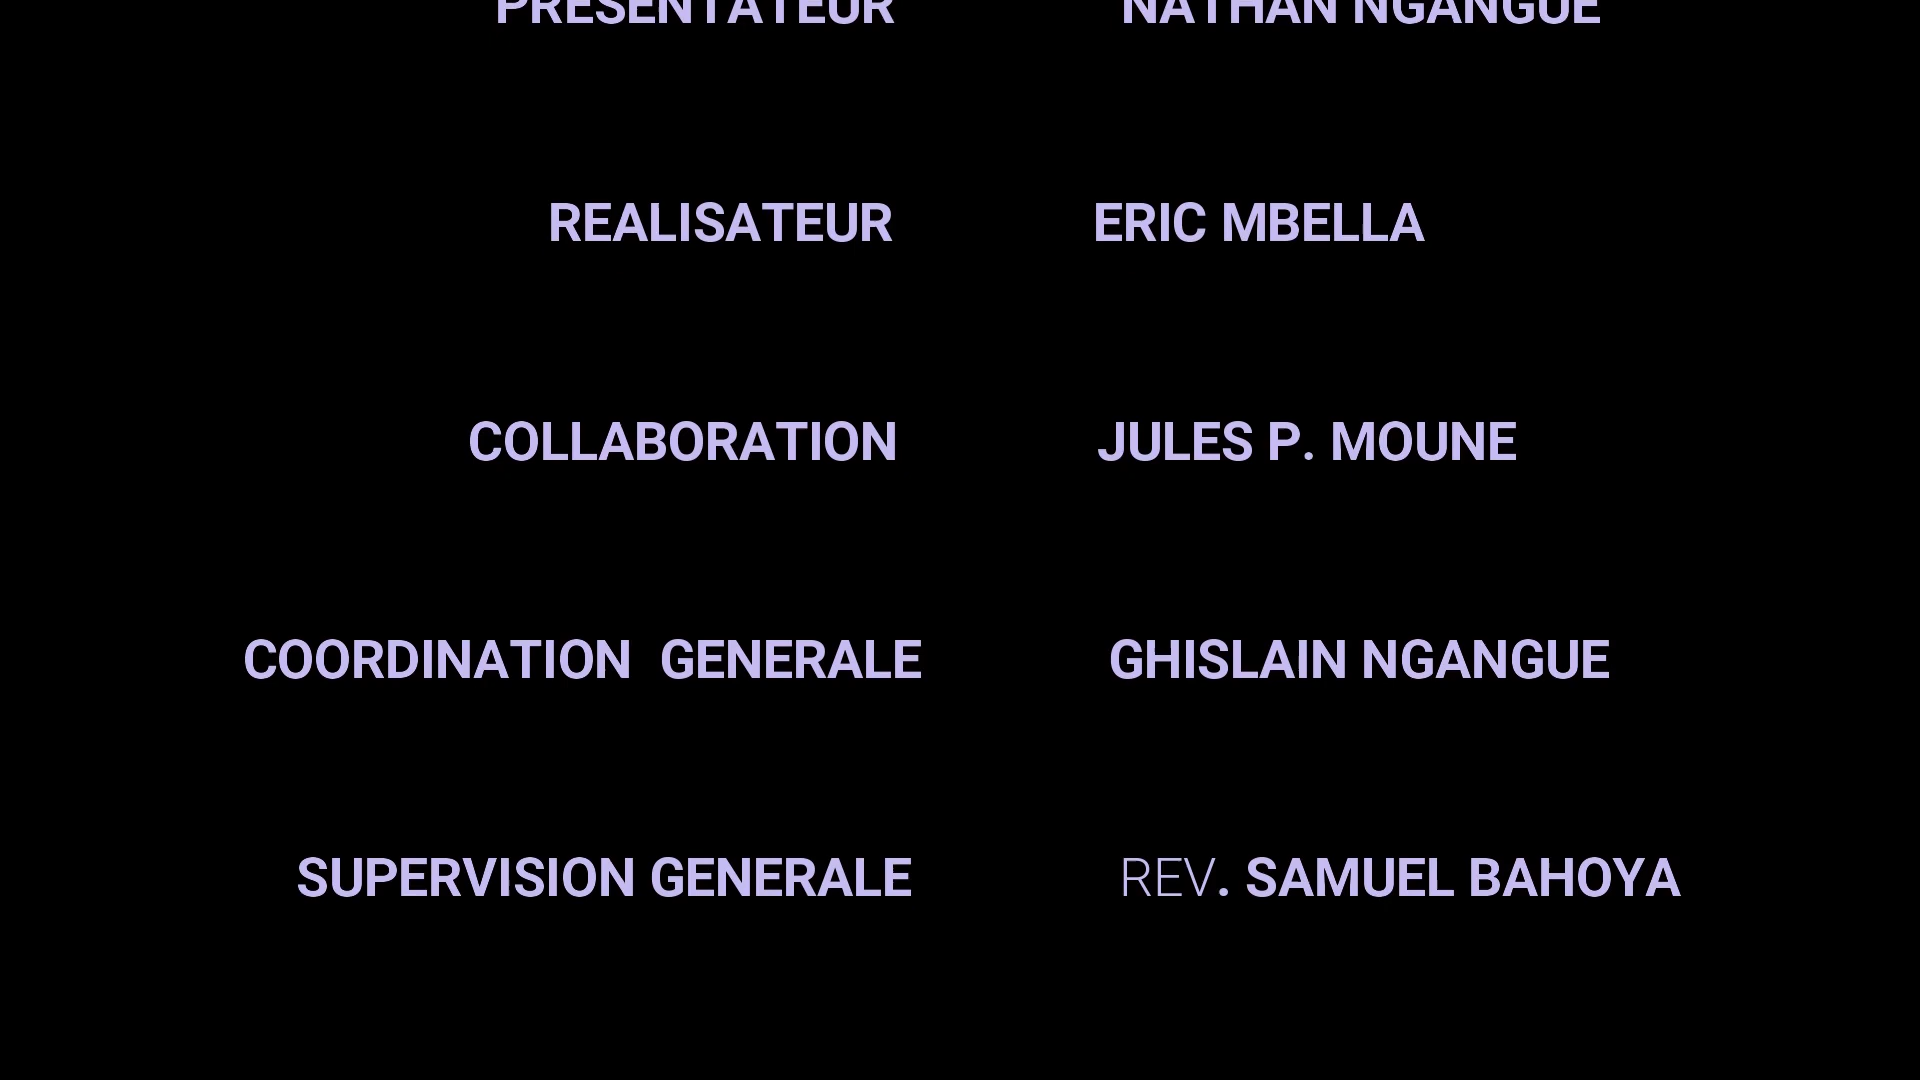 PRESENTATEUR NATHAN NGANGUE
REALISATEUR ERIC MBELLA
COLLABORATION JULES P. MOUNE
COORDINATION  GENERALE GHISLAIN NGANGUE
SUPERVISION GENERALE REV. SAMUEL BAHOYA